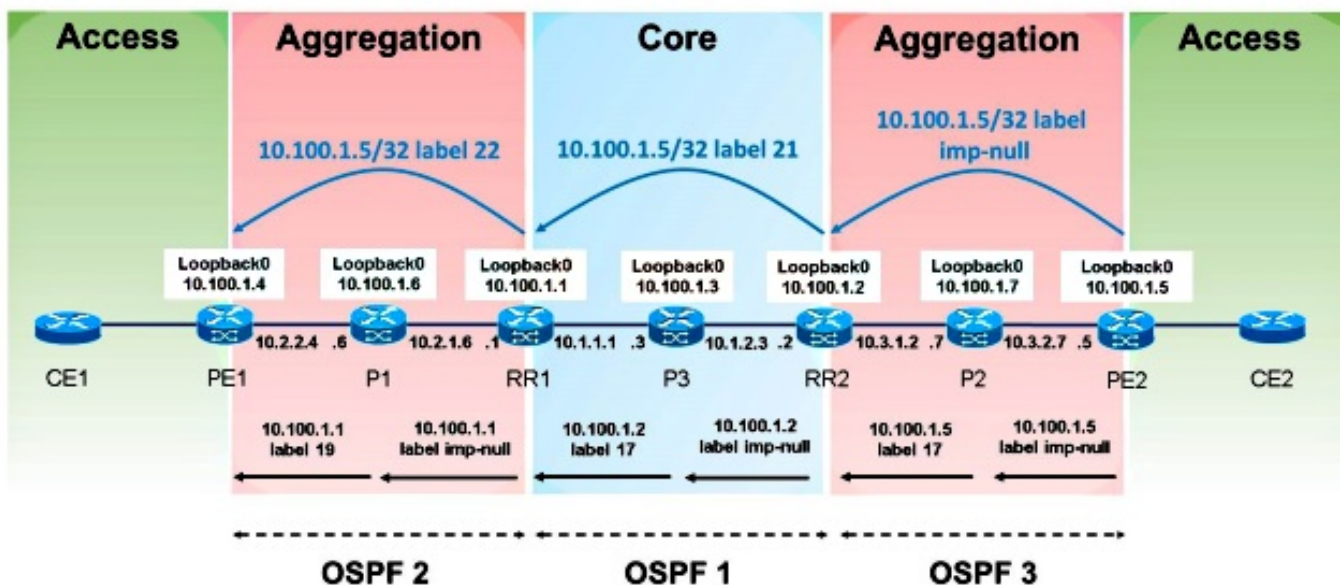 Access
Aggregation
Core
Aggregation
Access
10.100.1.5/32 label 22
10.100.1.5/32 label 21
10.100.1.5/32 label
imp-null
Loopback0
10.100.1.4
Loopback0
10.100.1.6
Loopback0
10.100.1.1
Loopback0
10.100.1.3
Loopback0
10.100.1.2
Loopback0
10.100.1.7
Loopback0
10.100.1.5
10.2.2.4 .6
10.2.1.6 .1
10.1.1.1 .3
10.1.2.3 .2
10.3.1.2 .7
10.3.2.7 .5
CE1
PE1
P1
RR1
P3
RR2
P2
PE2
CE2
10.100.1.1
label 19
10.100.1.1
label imp-null
10.100.1.2
label 17
10.100.1.2
label imp-null
10.100.1.5
label 17
10.100.1.5
label imp-null
OSPF 2
OSPF 1
OSPF 3